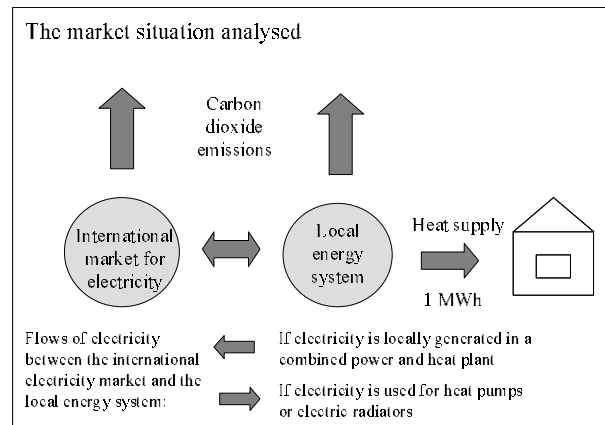 The market situation analysed
Carbon
dioxide
emissions
International
market for
electricity
Local
energy
system
Heat supply
1 MWh
Flows of electricity
between the international
electricity market and the
local energy system:
If electricity is locally generated in a
combined power and heat plant
If electricity is used for heat pumps
or electric radiators